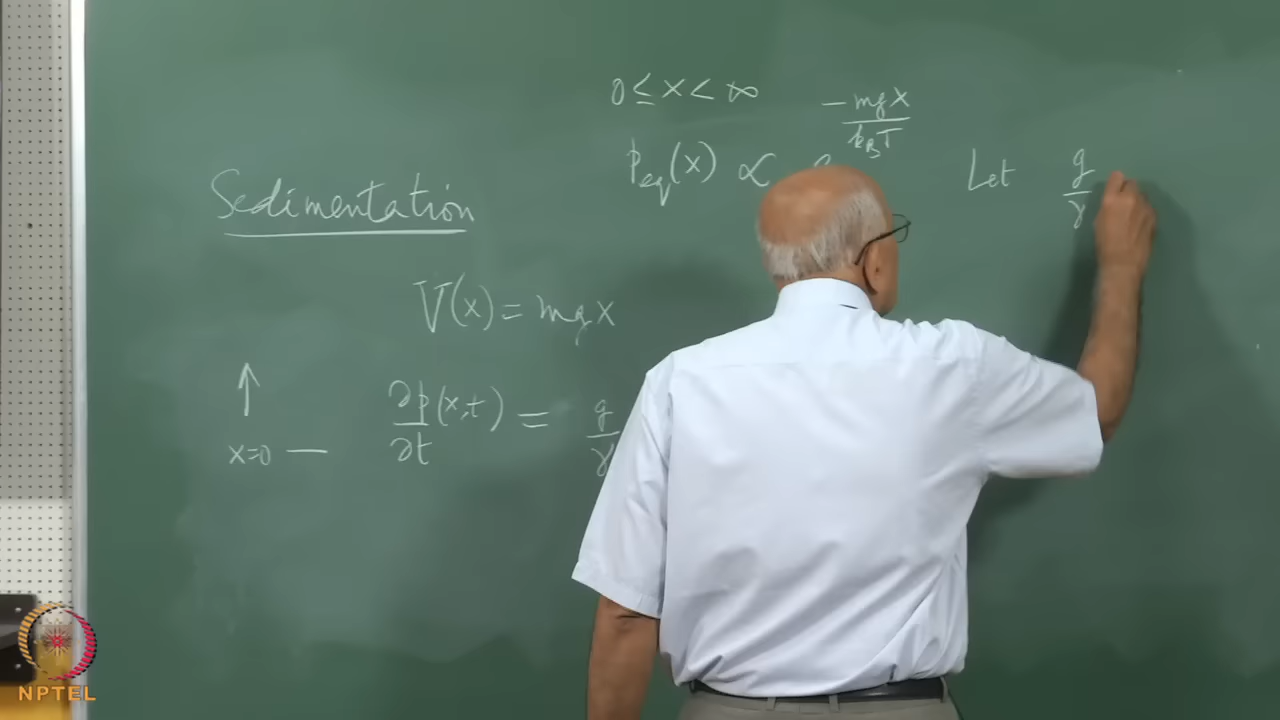 0 ≤ x < ∞
p_eq(x) ∝ e^{-mgx/k_BT}
Let g/γ
Sedimentation
V(x) = mgx
∂p(x,t)/∂t = g/γ
x=0 —
NPTEL